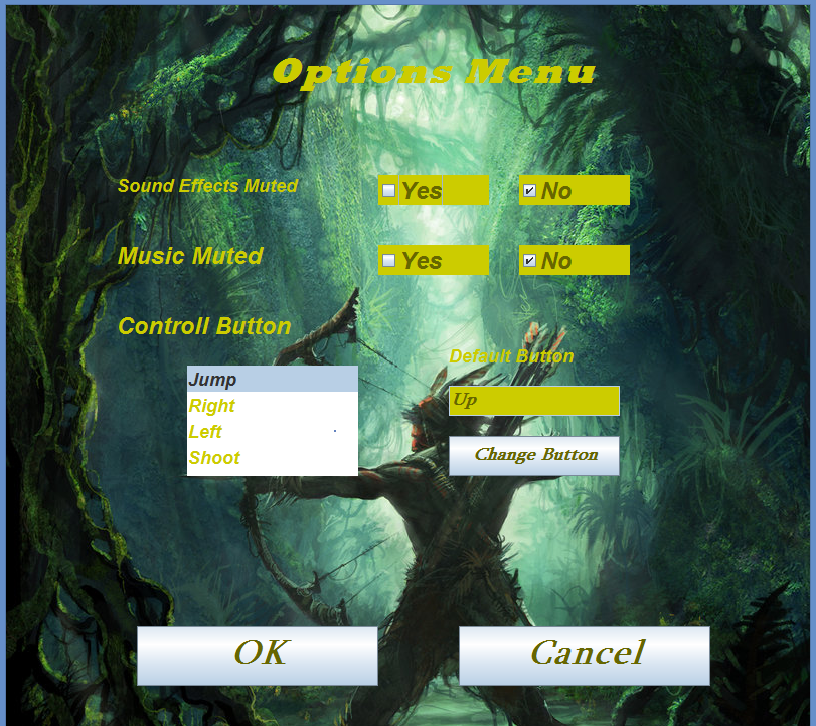 Options Menu
Sound Effects Muted Yes No
Music Muted Yes No
Controll Button
Default Button
Jump
Right
Left
Shoot
Up
Change Button
OK Cancel